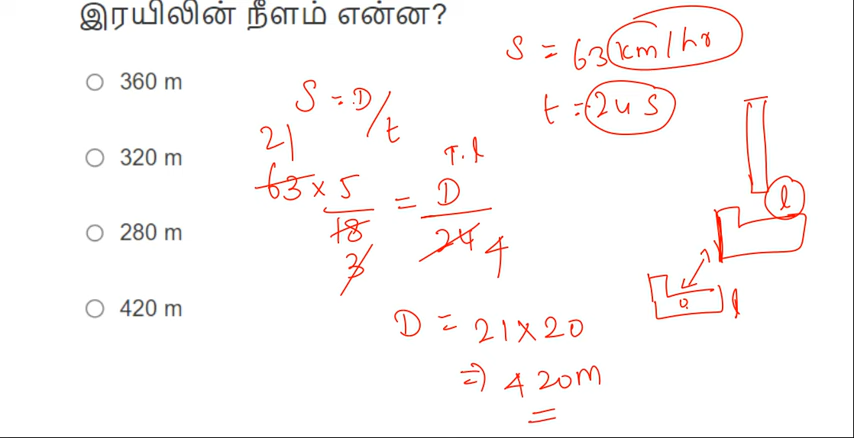 இரயிலின் நீளம் என்ன?
360 m
320 m
280 m
420 m
S = 63 km/hr
t = 24 S
S = D/t
21
63 × 5/18 = D/24
T.l
3
4
D = 21 × 20
⇒ 420m
l
l